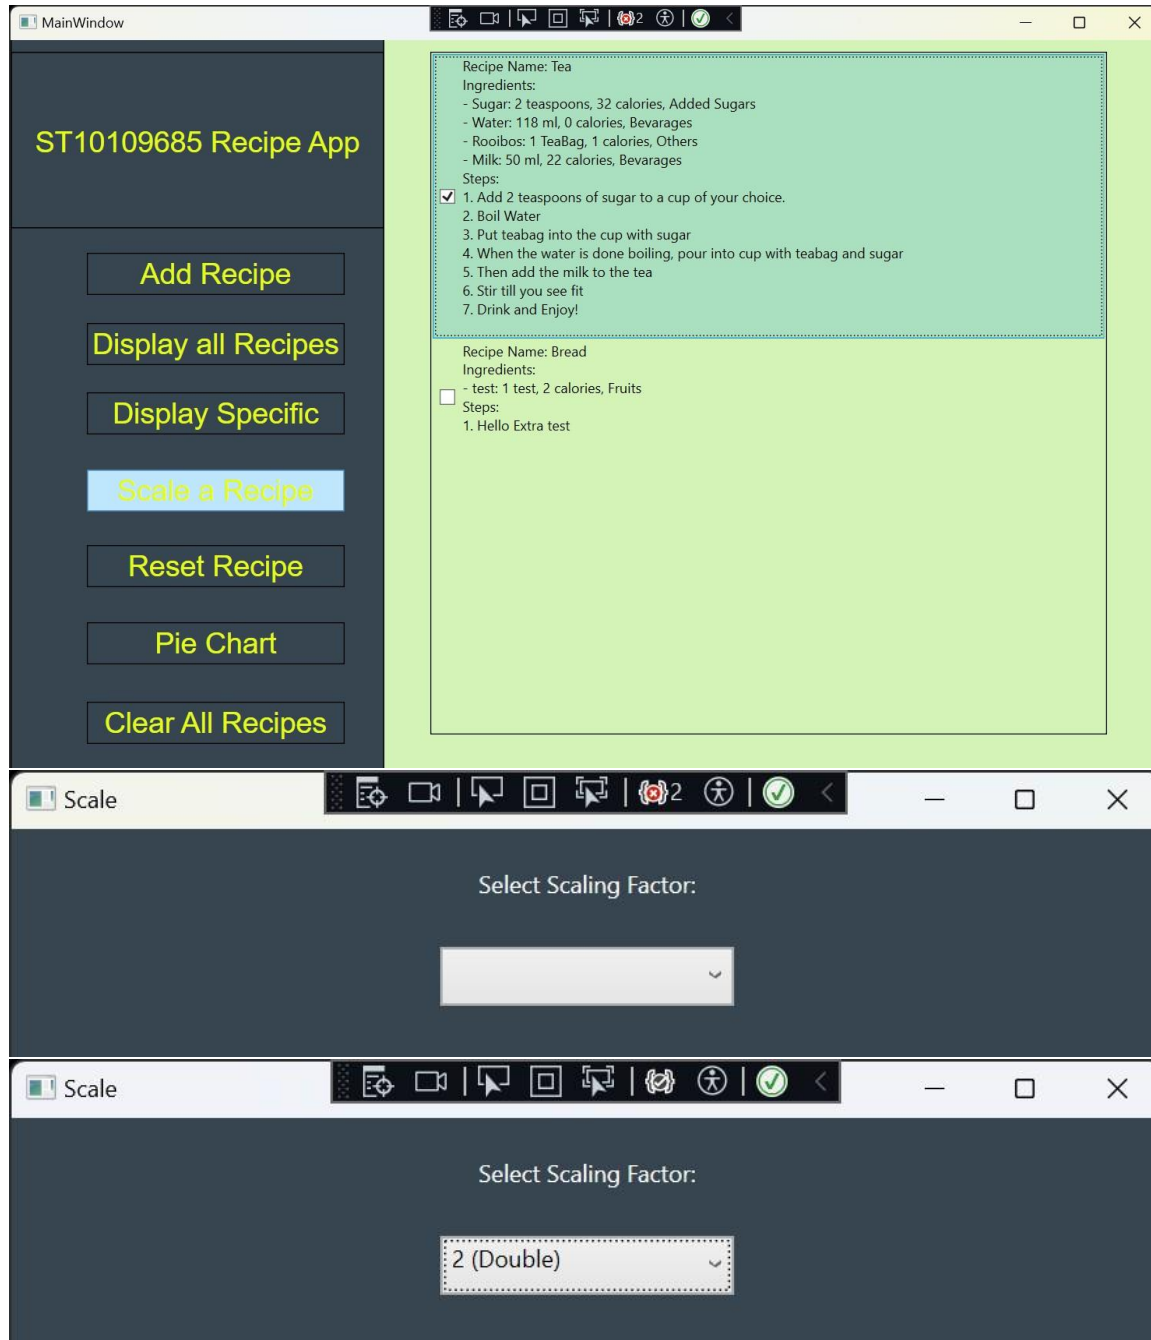 MainWindow
2
ST10109685 Recipe App
Add Recipe
Display all Recipes
Display Specific
Scale a Recipe
Reset Recipe
Pie Chart
Clear All Recipes
Recipe Name: Tea
Ingredients:
- Sugar: 2 teaspoons, 32 calories, Added Sugars
- Water: 118 ml, 0 calories, Bevarages
- Rooibos: 1 TeaBag, 1 calories, Others
- Milk: 50 ml, 22 calories, Bevarages
Steps:
1. Add 2 teaspoons of sugar to a cup of your choice.
2. Boil Water
3. Put teabag into the cup with sugar
4. When the water is done boiling, pour into cup with teabag and sugar
5. Then add the milk to the tea
6. Stir till you see fit
7. Drink and Enjoy!
Recipe Name: Bread
Ingredients:
- test: 1 test, 2 calories, Fruits
Steps:
1. Hello Extra test
Scale
2
Select Scaling Factor:
Scale
Select Scaling Factor:
2 (Double)